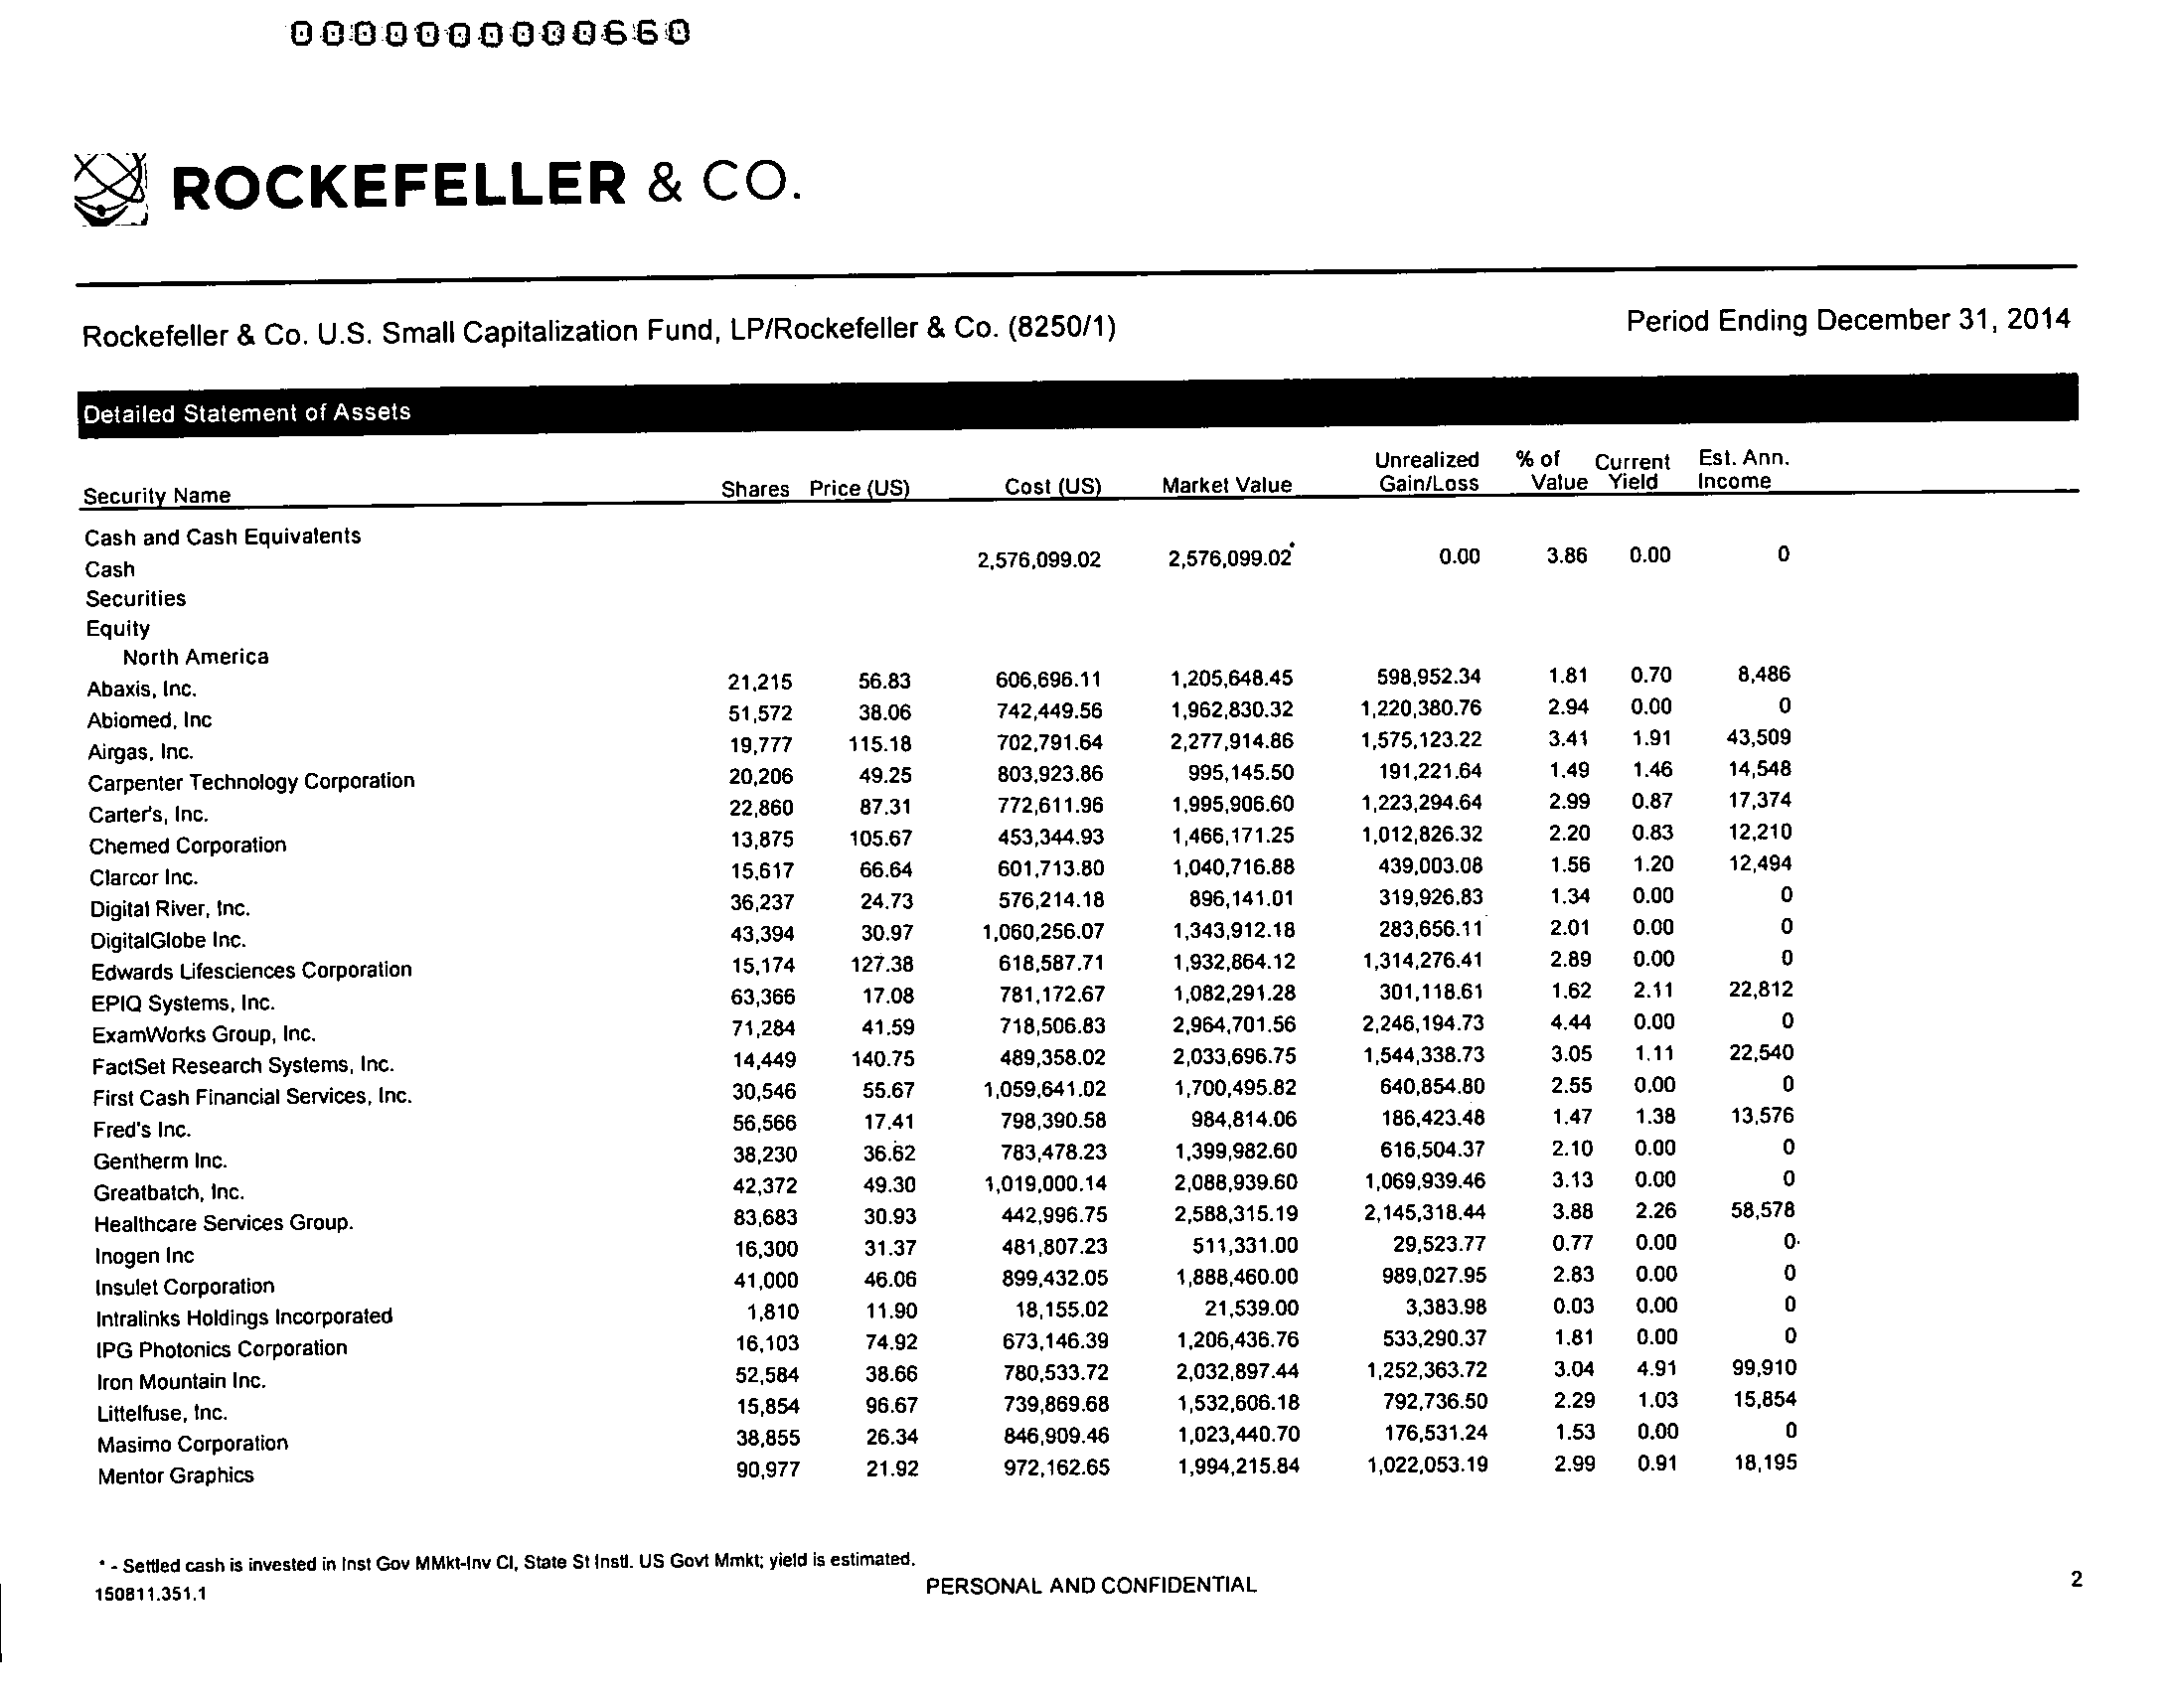 0000000000660
ROCKEFELLER & CO.
Rockefeller & Co. U.S. Small Capitalization Fund, LP/Rockefeller & Co. (8250/1) Period Ending December 31, 2014
Detailed Statement of Assets
Unrealized % of Current Est. Ann.
Security Name Shares Price (US) Cost (US) Market Value Gain/Loss Value Yield Income
Cash and Cash Equivalents
Cash 2,576,099.02 2,576,099.02* 0.00 3.86 0.00 0
Securities
Equity
North America
Abaxis, Inc. 21,215 56.83 606,696.11 1,205,648.45 598,952.34 1.81 0.70 8,486
Abiomed, Inc 51,572 38.06 742,449.56 1,962,830.32 1,220,380.76 2.94 0.00 0
Airgas, Inc. 19,777 115.18 702,791.64 2,277,914.86 1,575,123.22 3.41 1.91 43,509
Carpenter Technology Corporation 20,206 49.25 803,923.86 995,145.50 191,221.64 1.49 1.46 14,548
Carter's, Inc. 22,860 87.31 772,611.96 1,995,906.60 1,223,294.64 2.99 0.87 17,374
Chemed Corporation 13,875 105.67 453,344.93 1,466,171.25 1,012,826.32 2.20 0.83 12,210
Clarcor Inc. 15,617 66.64 601,713.80 1,040,716.88 439,003.08 1.56 1.20 12,494
Digital River, Inc. 36,237 24.73 576,214.18 896,141.01 319,926.83 1.34 0.00 0
DigitalGlobe Inc. 43,394 30.97 1,060,256.07 1,343,912.18 283,656.11 2.01 0.00 0
Edwards Lifesciences Corporation 15,174 127.38 618,587.71 1,932,864.12 1,314,276.41 2.89 0.00 0
EPIQ Systems, Inc. 63,366 17.08 781,172.67 1,082,291.28 301,118.61 1.62 2.11 22,812
ExamWorks Group, Inc. 71,284 41.59 718,506.83 2,964,701.56 2,246,194.73 4.44 0.00 0
FactSet Research Systems, Inc. 14,449 140.75 489,358.02 2,033,696.75 1,544,338.73 3.05 1.11 22,540
First Cash Financial Services, Inc. 30,546 55.67 1,059,641.02 1,700,495.82 640,854.80 2.55 0.00 0
Fred's Inc. 56,566 17.41 798,390.58 984,814.06 186,423.48 1.47 1.38 13,576
Gentherm Inc. 38,230 36.62 783,478.23 1,399,982.60 616,504.37 2.10 0.00 0
Greatbatch, Inc. 42,372 49.30 1,019,000.14 2,088,939.60 1,069,939.46 3.13 0.00 0
Healthcare Services Group. 83,683 30.93 442,996.75 2,588,315.19 2,145,318.44 3.88 2.26 58,578
Inogen Inc 16,300 31.37 481,807.23 511,331.00 29,523.77 0.77 0.00 0
Insulet Corporation 41,000 46.06 899,432.05 1,888,460.00 989,027.95 2.83 0.00 0
Intralinks Holdings Incorporated 1,810 11.90 18,155.02 21,539.00 3,383.98 0.03 0.00 0
IPG Photonics Corporation 16,103 74.92 673,146.39 1,206,436.76 533,290.37 1.81 0.00 0
Iron Mountain Inc. 52,584 38.66 780,533.72 2,032,897.44 1,252,363.72 3.04 4.91 99,910
Littelfuse, Inc. 15,854 96.67 739,869.68 1,532,606.18 792,736.50 2.29 1.03 15,854
Masimo Corporation 38,855 26.34 846,909.46 1,023,440.70 176,531.24 1.53 0.00 0
Mentor Graphics 90,977 21.92 972,162.65 1,994,215.84 1,022,053.19 2.99 0.91 18,195
* - Settled cash is invested in Inst Gov MMkt-Inv Cl, State St Instl. US Govt Mmkt; yield is estimated.
150811.351.1 PERSONAL AND CONFIDENTIAL 2